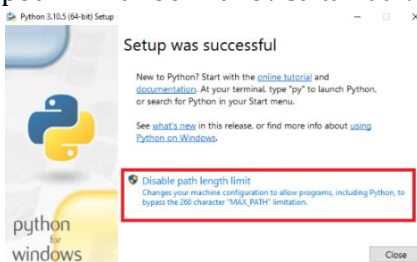 Python 3.10.5 (64-bit) Setup
Setup was successful
New to Python? Start with the online tutorial and
documentation. At your terminal, type "py" to launch Python,
or search for Python in your Start menu.
See what's new in this release, or find more info about using
Python on Windows.
Disable path length limit
Changes your machine configuration to allow programs, including Python, to
bypass the 260 character "MAX_PATH" limitation.
python
for
windows
Close